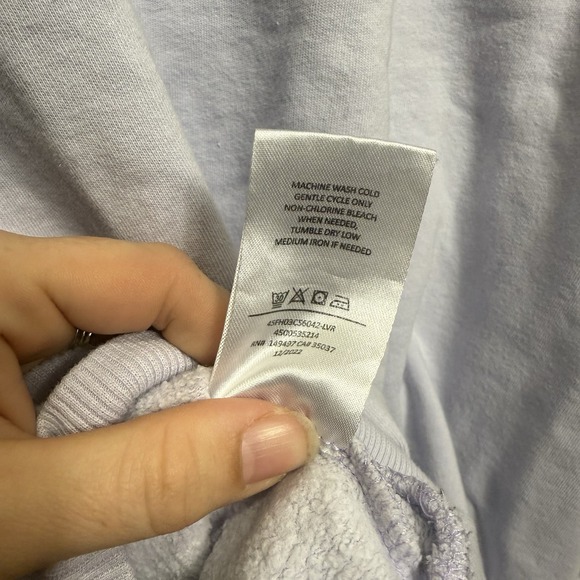 MACHINE WASH COLD
GENTLE CYCLE ONLY
NON-CHLORINE BLEACH
WHEN NEEDED,
TUMBLE DRY LOW
MEDIUM IRON IF NEEDED
45FH03CS6042-LVR
4500535214
RN# 149497 CA# 35037
12/2022